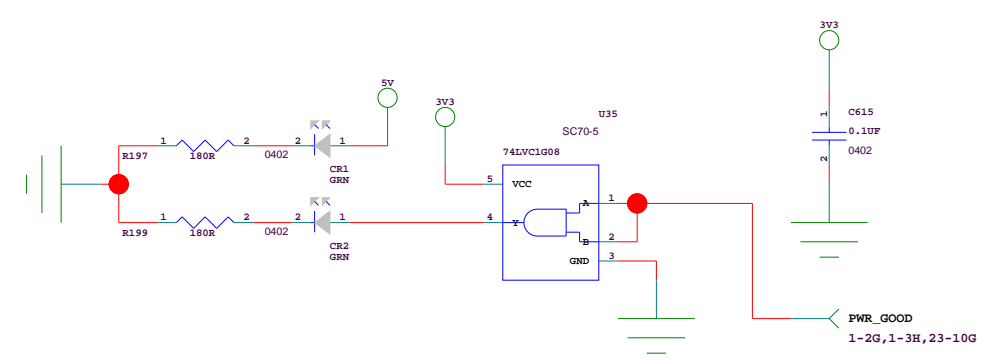 3V3
5V
3V3
1
C615
0.1UF
2
0402
U35
SC70-5
74LVC1G08
1 2 2 1
R197 180R 0402
CR1
GRN
5 VCC
A 1
1 2 2 1
4 Y
R199 180R 0402
B 2
CR2
GRN
GND 3
PWR_GOOD
1-2G,1-3H,23-10G